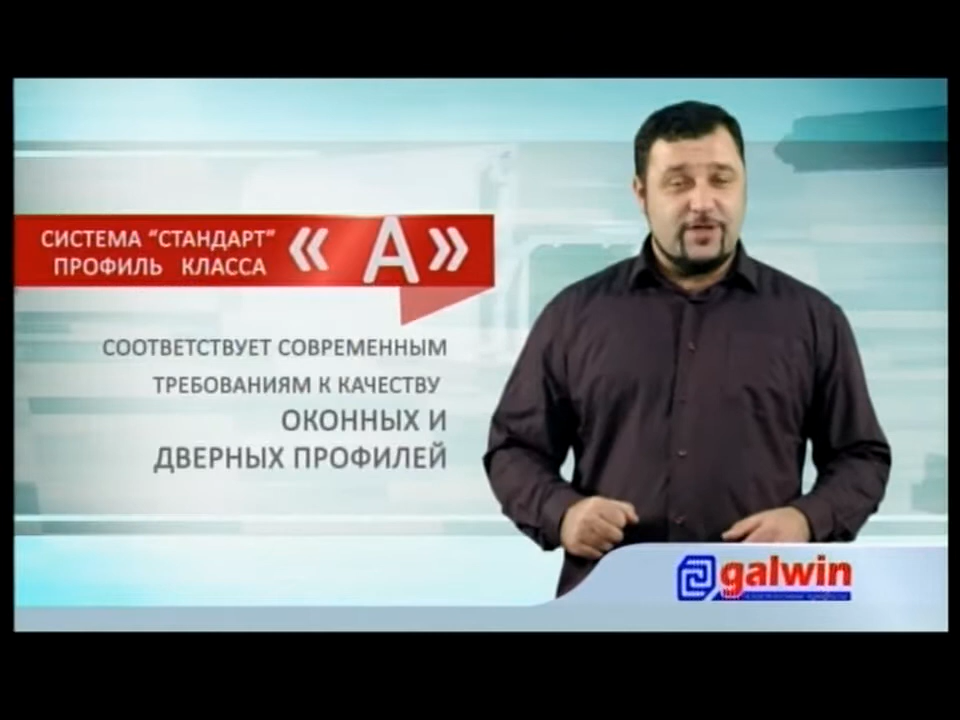 СИСТЕМА “СТАНДАРТ”
ПРОФИЛЬ КЛАССА
« А »
СООТВЕТСТВУЕТ СОВРЕМЕННЫМ
ТРЕБОВАНИЯМ К КАЧЕСТВУ
ОКОННЫХ И
ДВЕРНЫХ ПРОФИЛЕЙ
galwin